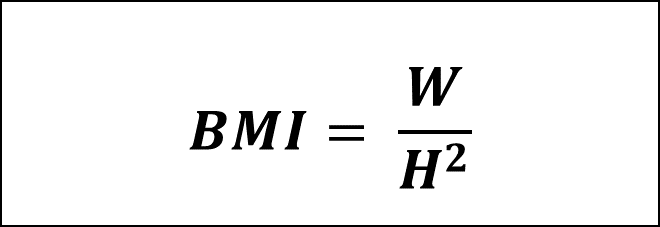 BMI = W / H²